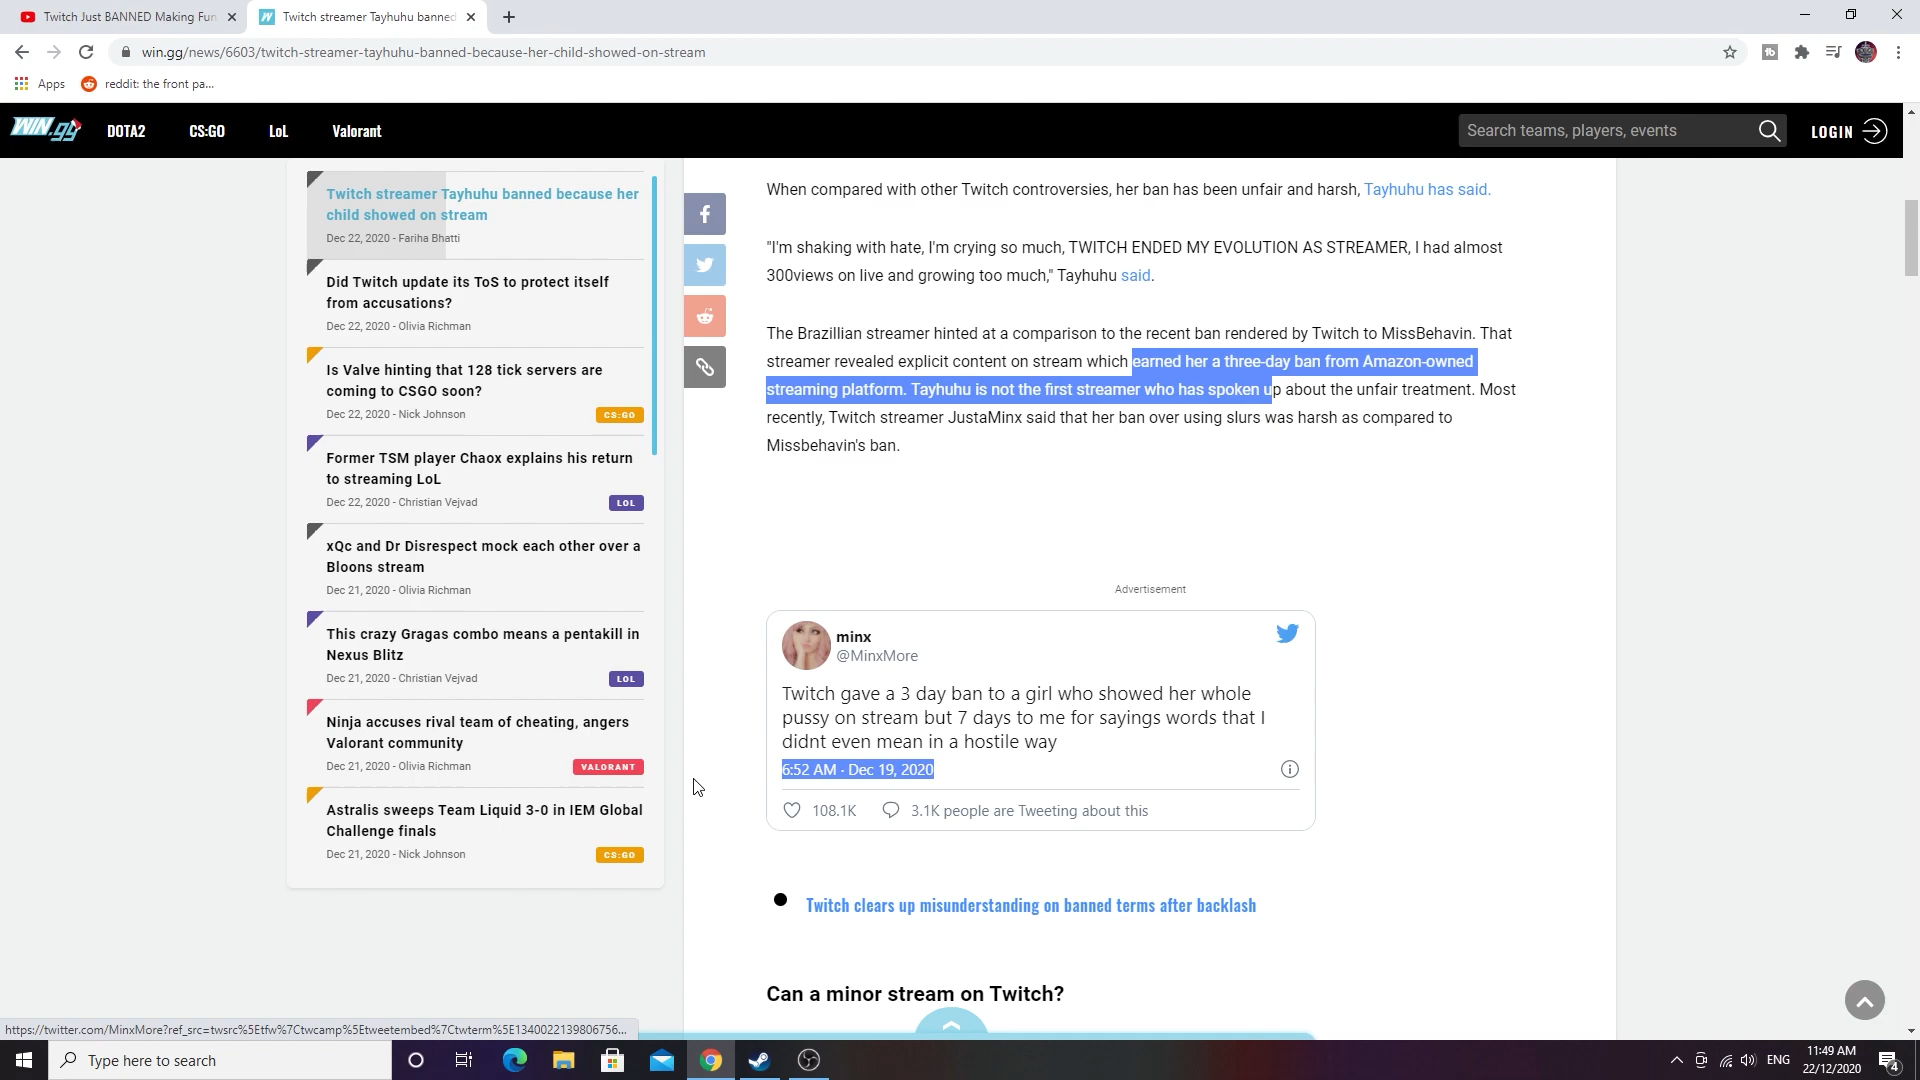 Twitch Just BANNED Making Fun
Twitch streamer Tayhuhu banned
win.gg/news/6603/twitch-streamer-tayhuhu-banned-because-her-child-showed-on-stream
Apps
reddit: the front pa...
WIN.gg
DOTA2
CS:GO
LoL
Valorant
Search teams, players, events
LOGIN
Twitch streamer Tayhuhu banned because her
child showed on stream
Dec 22, 2020 - Fariha Bhatti
Did Twitch update its ToS to protect itself
from accusations?
Dec 22, 2020 - Olivia Richman
Is Valve hinting that 128 tick servers are
coming to CSGO soon?
Dec 22, 2020 - Nick Johnson
CS:GO
Former TSM player Chaox explains his return
to streaming LoL
Dec 22, 2020 - Christian Vejvad
LOL
xQc and Dr Disrespect mock each other over a
Bloons stream
Dec 21, 2020 - Olivia Richman
This crazy Gragas combo means a pentakill in
Nexus Blitz
Dec 21, 2020 - Christian Vejvad
LOL
Ninja accuses rival team of cheating, angers
Valorant community
Dec 21, 2020 - Olivia Richman
VALORANT
Astralis sweeps Team Liquid 3-0 in IEM Global
Challenge finals
Dec 21, 2020 - Nick Johnson
CS:GO
When compared with other Twitch controversies, her ban has been unfair and harsh, Tayhuhu has said.
"I'm shaking with hate, I'm crying so much, TWITCH ENDED MY EVOLUTION AS STREAMER, I had almost
300views on live and growing too much," Tayhuhu said.
The Brazillian streamer hinted at a comparison to the recent ban rendered by Twitch to MissBehavin. That
streamer revealed explicit content on stream which earned her a three-day ban from Amazon-owned
streaming platform. Tayhuhu is not the first streamer who has spoken up about the unfair treatment. Most
recently, Twitch streamer JustaMinx said that her ban over using slurs was harsh as compared to
Missbehavin's ban.
Advertisement
minx
@MinxMore
Twitch gave a 3 day ban to a girl who showed her whole
pussy on stream but 7 days to me for sayings words that I
didnt even mean in a hostile way
6:52 AM · Dec 19, 2020
108.1K
3.1K people are Tweeting about this
Twitch clears up misunderstanding on banned terms after backlash
Can a minor stream on Twitch?
https://twitter.com/MinxMore?ref_src=twsrc%5Etfw%7Ctwcamp%5Etweetembed%7Ctwterm%5E1340022139806756...
Type here to search
ENG
11:49 AM
22/12/2020
4